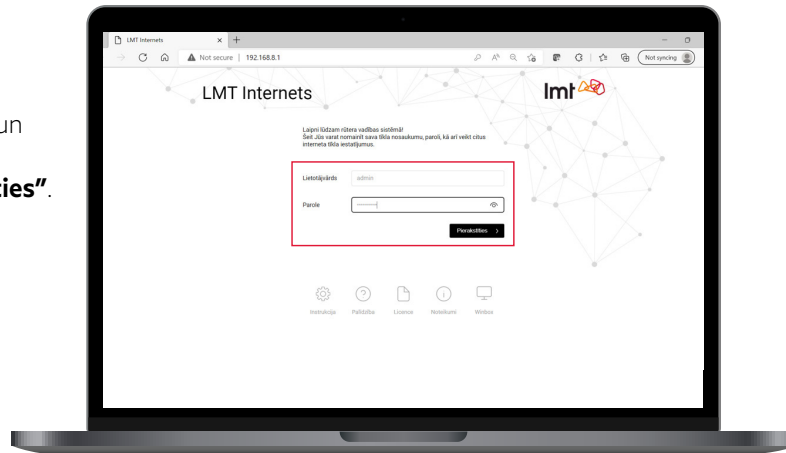 un
ties”.
LMT Internets
Not secure | 192.168.8.1
Not syncing
LMT Internets
lmt
Laipni lūdzam rūtera vadības sistēmā!
Šeit Jūs varat nomainīt sava tīkla nosaukumu, paroli, kā arī veikt citus
interneta tīkla iestatījumus.
Lietotājvārds admin
Parole
Pierakstīties
Instrukcija Palīdzība Licence Noteikumi Winbox